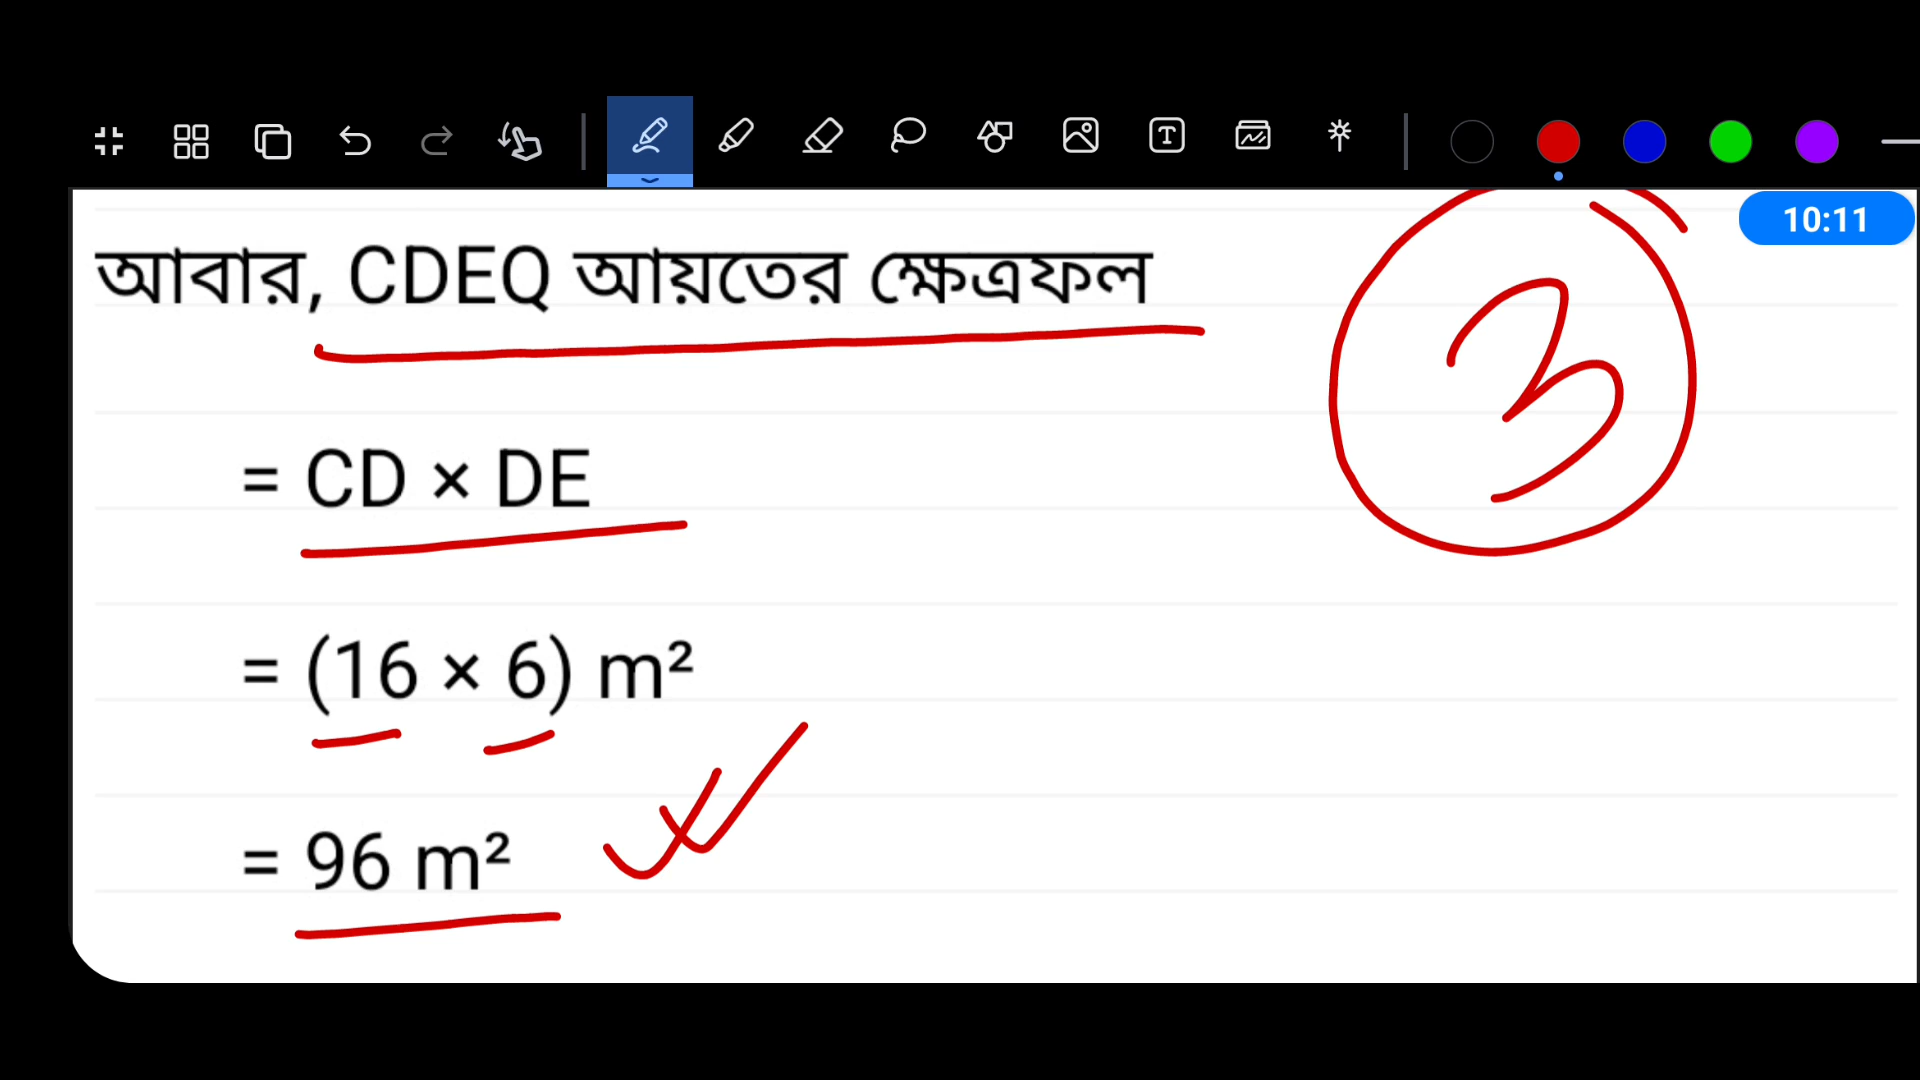 10:11
আবার, CDEQ আয়তের ক্ষেত্রফল
3
= CD × DE
= (16 × 6) m²
= 96 m²